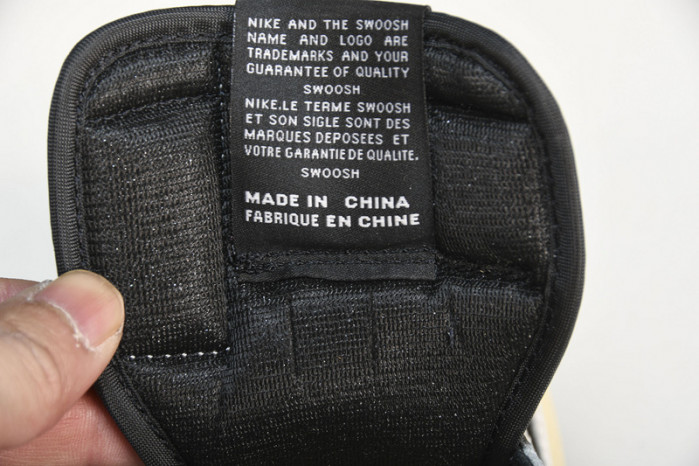 NIKE AND THE SWOOSH
NAME AND LOGO ARE
TRADEMARKS AND YOUR
GUARANTEE OF QUALITY
SWOOSH
NIKE.LE TERME SWOOSH
ET SON SIGLE SONT DES
MARQUES DEPOSEES ET
VOTRE GARANTIE DE QUALITE.
SWOOSH
MADE IN CHINA
FABRIQUE EN CHINE